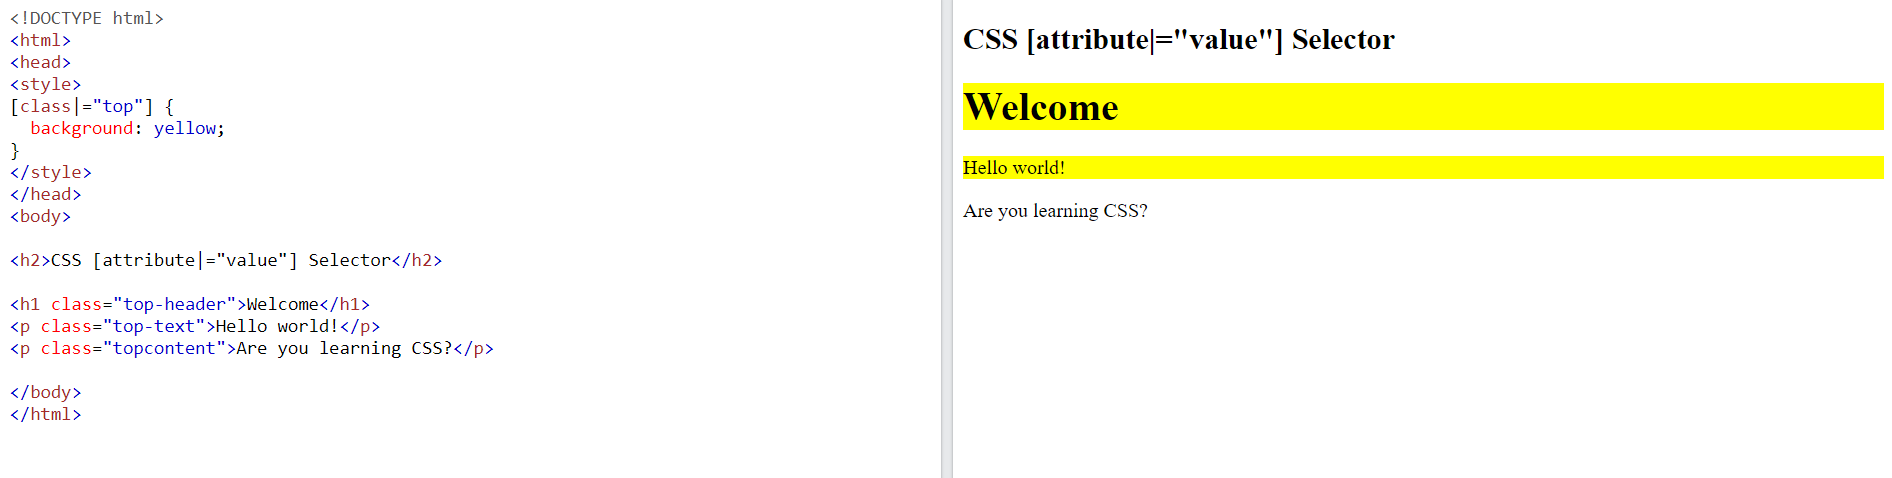 <!DOCTYPE html>
<html>
<head>
<style>
[class|="top"] {
  background: yellow;
}
</style>
</head>
<body>

<h2>CSS [attribute|="value"] Selector</h2>

<h1 class="top-header">Welcome</h1>
<p class="top-text">Hello world!</p>
<p class="topcontent">Are you learning CSS?</p>

</body>
</html>
CSS [attribute|="value"] Selector
Welcome
Hello world!
Are you learning CSS?